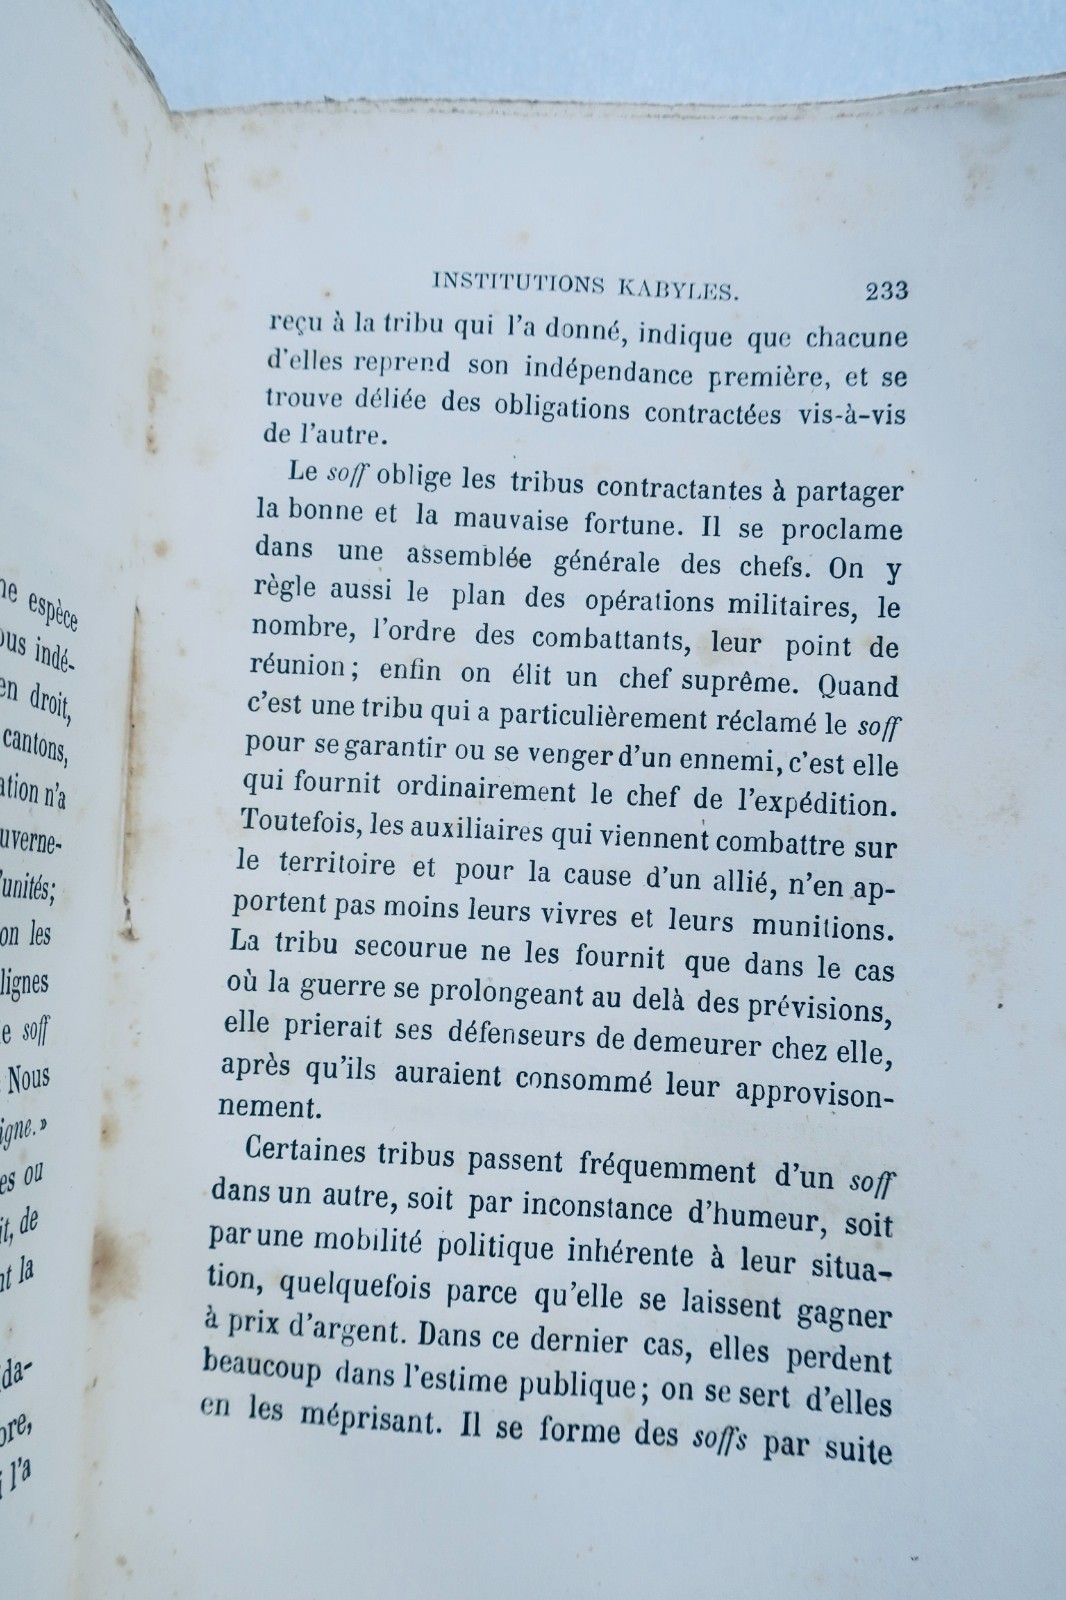 espèce
indé-
droit,
cantons,
n'a
lignes
soff
Nous
ou
de
la
l'a
INSTITUTIONS KABYLES. 233
reçu à la tribu qui l'a donné, indique que chacune
d'elles reprend son indépendance première, et se
trouve déliée des obligations contractées vis-à-vis
de l'autre.
Le soff oblige les tribus contractantes à partager
la bonne et la mauvaise fortune. Il se proclame
dans une assemblée générale des chefs. On y
règle aussi le plan des opérations militaires, le
nombre, l'ordre des combattants, leur point de
réunion; enfin on élit un chef suprême. Quand
c'est une tribu qui a particulièrement réclamé le soff
pour se garantir ou se venger d'un ennemi, c'est elle
qui fournit ordinairement le chef de l'expédition.
Toutefois, les auxiliaires qui viennent combattre sur
le territoire et pour la cause d'un allié, n'en ap-
portent pas moins leurs vivres et leurs munitions.
La tribu secourue ne les fournit que dans le cas
où la guerre se prolongeant au delà des prévisions,
elle prierait ses défenseurs de demeurer chez elle,
après qu'ils auraient consommé leur approvison-
nement.
Certaines tribus passent fréquemment d'un soff
dans un autre, soit par inconstance d'humeur, soit
par une mobilité politique inhérente à leur situa-
tion, quelquefois parce qu'elle se laissent gagner
à prix d'argent. Dans ce dernier cas, elles perdent
beaucoup dans l'estime publique; on se sert d'elles
en les méprisant. Il se forme des soffs par suite